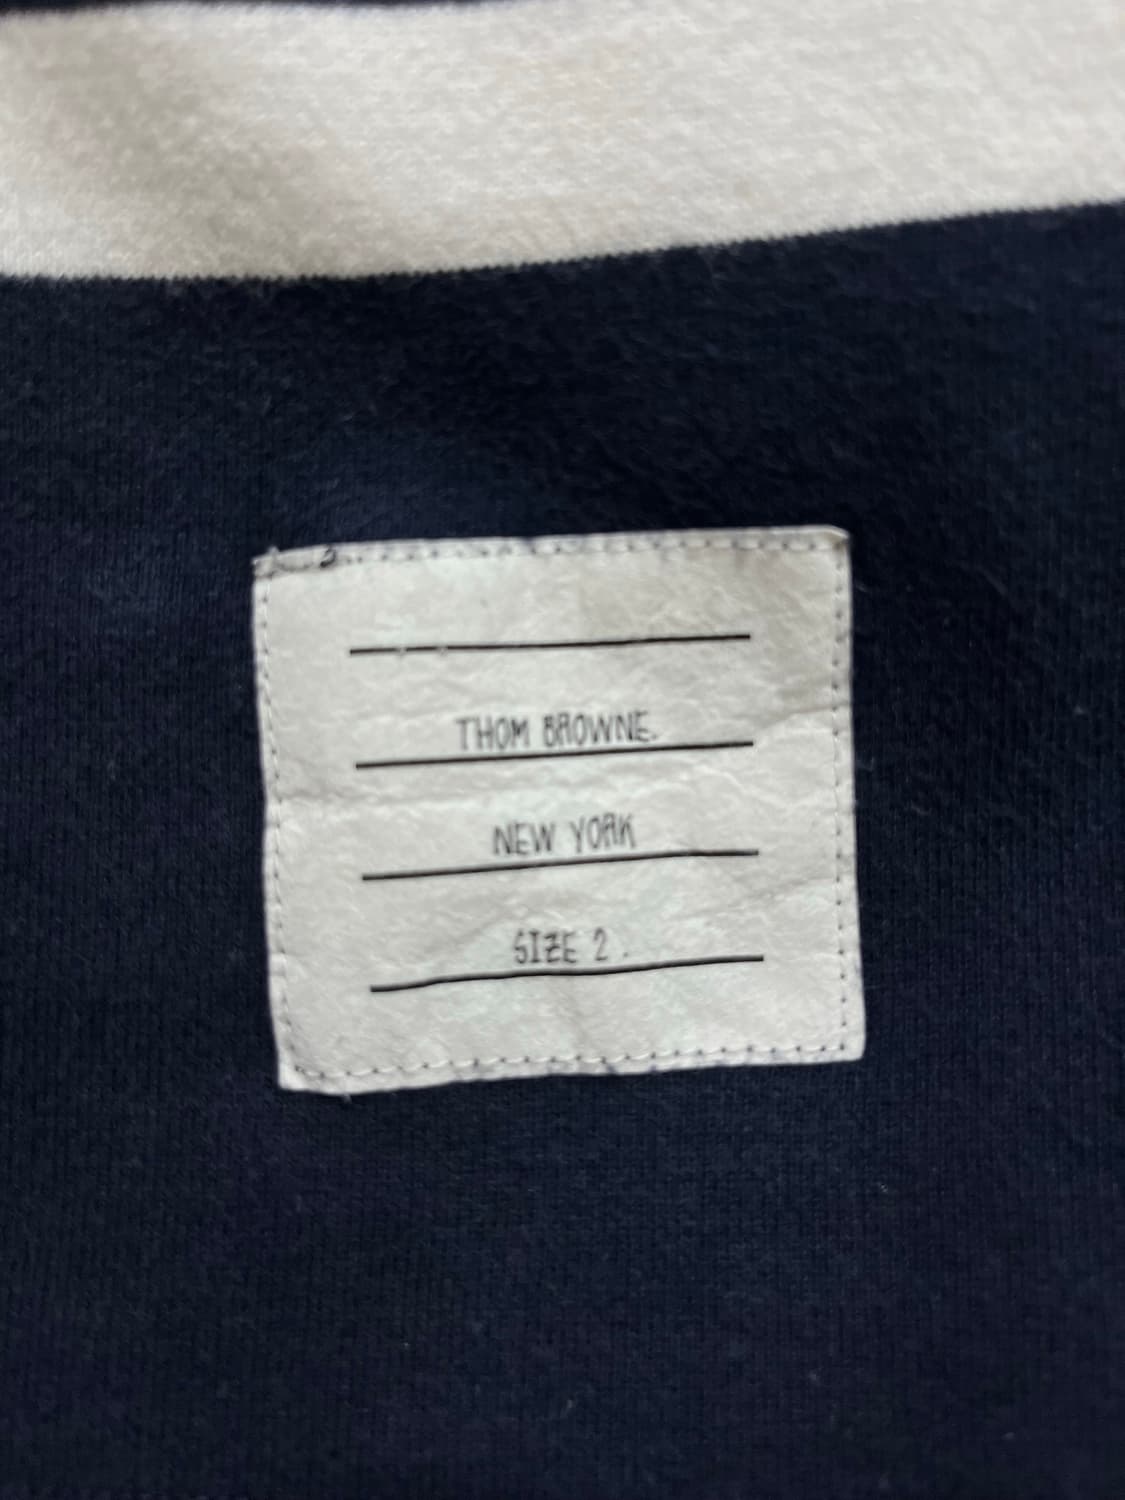 THOM BROWNE.
NEW YORK
SIZE 2.